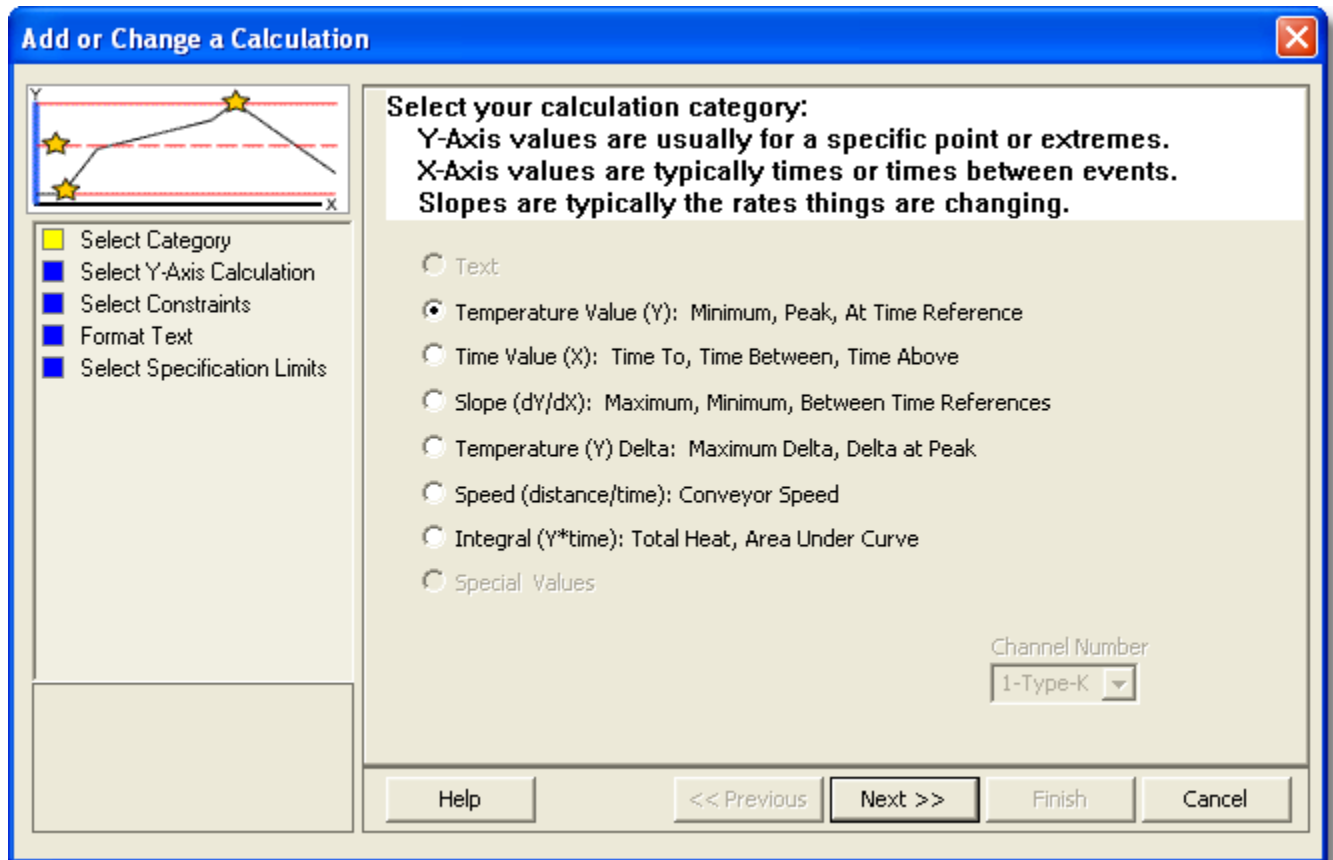 Add or Change a Calculation
Y
X
Select Category
Select Y-Axis Calculation
Select Constraints
Format Text
Select Specification Limits
Select your calculation category:
Y-Axis values are usually for a specific point or extremes.
X-Axis values are typically times or times between events.
Slopes are typically the rates things are changing.
Text
Temperature Value (Y): Minimum, Peak, At Time Reference
Time Value (X): Time To, Time Between, Time Above
Slope (dY/dX): Maximum, Minimum, Between Time References
Temperature (Y) Delta: Maximum Delta, Delta at Peak
Speed (distance/time): Conveyor Speed
Integral (Y*time): Total Heat, Area Under Curve
Special Values
Channel Number
1-Type-K
Help
<< Previous
Next >>
Finish
Cancel